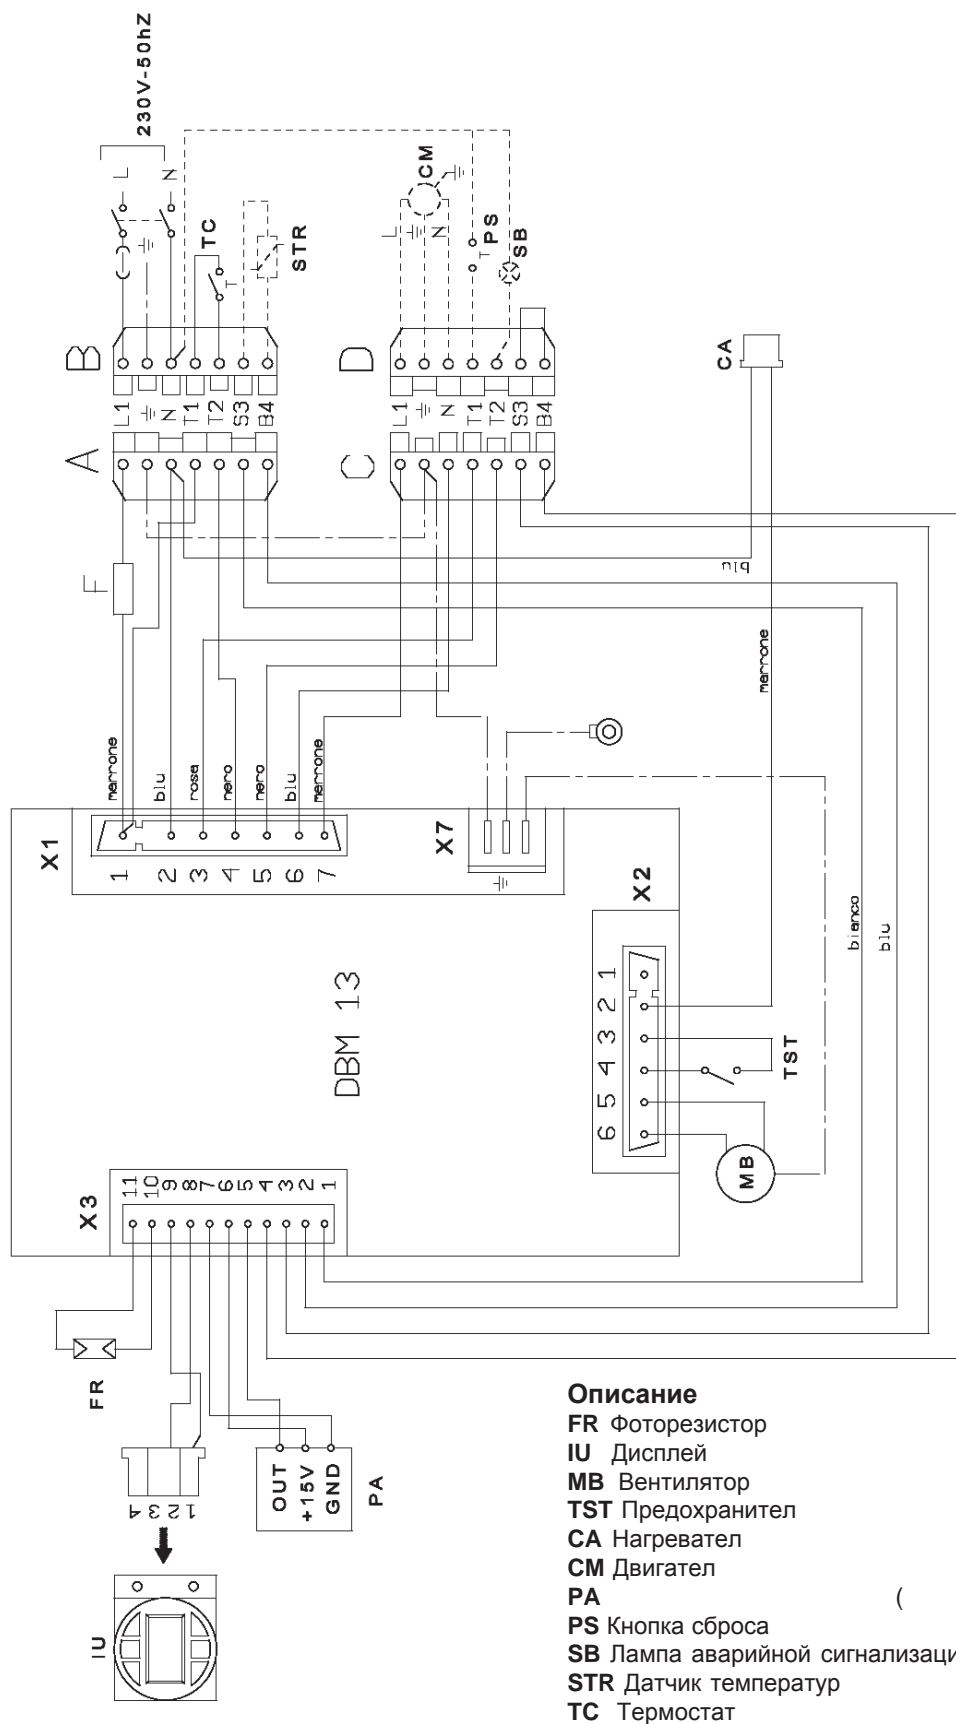 230V-50hZ
L
N
TC
STR
B
L1
N
T1
T2
S3
B4
A
F
CM
L
N
PS
SB
D
L1
N
T1
T2
S3
B4
C
CA
blu
marrone
marrone
blu
rosa
nero
nero
blu
marrone
X1
1
2
3
4
5
6
7
X7
X2
1
2
3
4
5
6
TST
MB
bianco
blu
DBM 13
X3
11
10
9
8
7
6
5
4
3
2
1
FR
1
2
3
4
OUT
+15V
GND
PA
IU
Описание
FR Фоторезистор
IU Дисплей
MB Вентилятор
TST Предохранител
CA Нагревател
CM Двигател
PA (
PS Кнопка сброса
SB Лампа аварийной сигнализаци
STR Датчик температур
TC Термостат